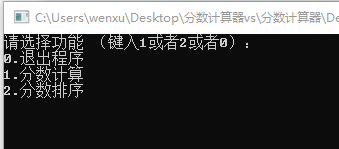 C:\Users\wenxu\Desktop\分数计算器vs\分数计算器\De
请选择功能 （键入1或者2或者0）：
0.退出程序
1.分数计算
2.分数排序